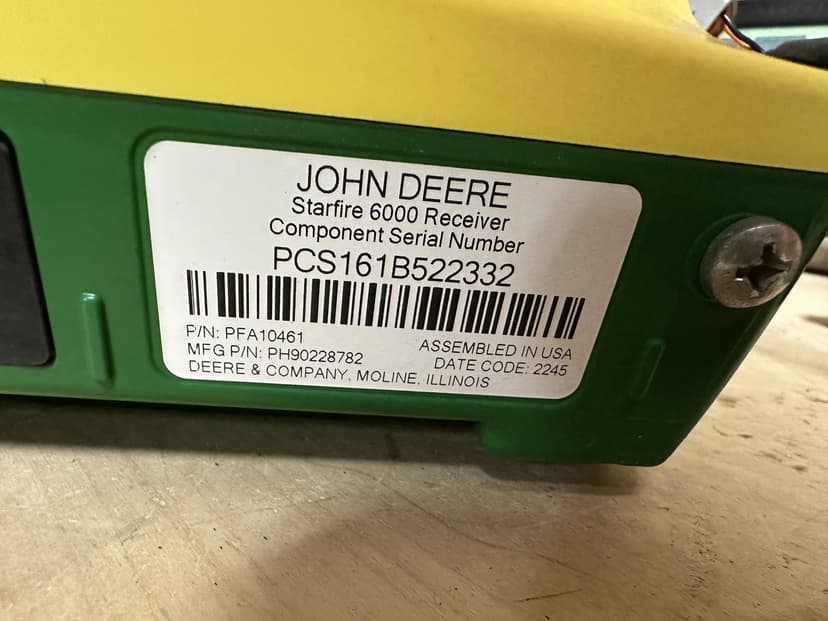 JOHN DEERE
Starfire 6000 Receiver
Component Serial Number
PCS161B522332
P/N: PFA10461
MFG P/N: PH90228782
ASSEMBLED IN USA
DATE CODE: 2245
DEERE & COMPANY, MOLINE, ILLINOIS